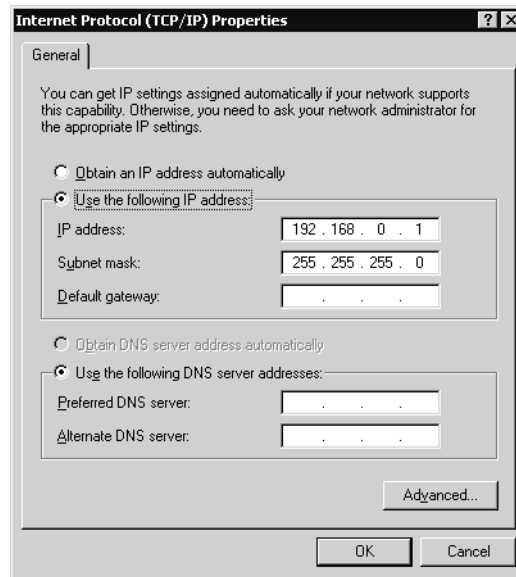 Internet Protocol (TCP/IP) Properties
General
You can get IP settings assigned automatically if your network supports
this capability. Otherwise, you need to ask your network administrator for
the appropriate IP settings.
Obtain an IP address automatically
Use the following IP address:
IP address: 192 . 168 . 0 . 1
Subnet mask: 255 . 255 . 255 . 0
Default gateway: . . .
Obtain DNS server address automatically
Use the following DNS server addresses:
Preferred DNS server: . . .
Alternate DNS server: . . .
Advanced...
OK Cancel